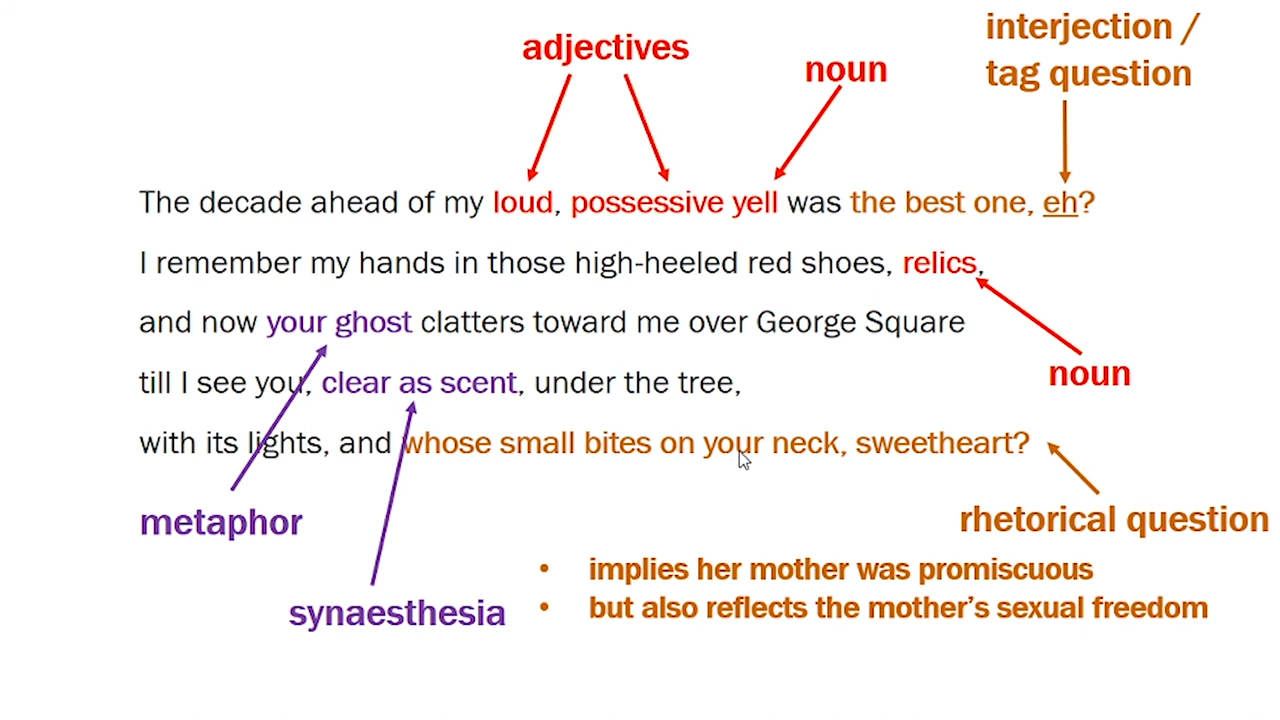 interjection /
adjectives
noun
tag question
The decade ahead of my loud, possessive yell was the best one, eh?
I remember my hands in those high-heeled red shoes, relics,
and now your ghost clatters toward me over George Square
noun
till I see you, clear as scent, under the tree,
with its lights, and whose small bites on your neck, sweetheart?
metaphor
rhetorical question
• implies her mother was promiscuous
synaesthesia
• but also reflects the mother's sexual freedom